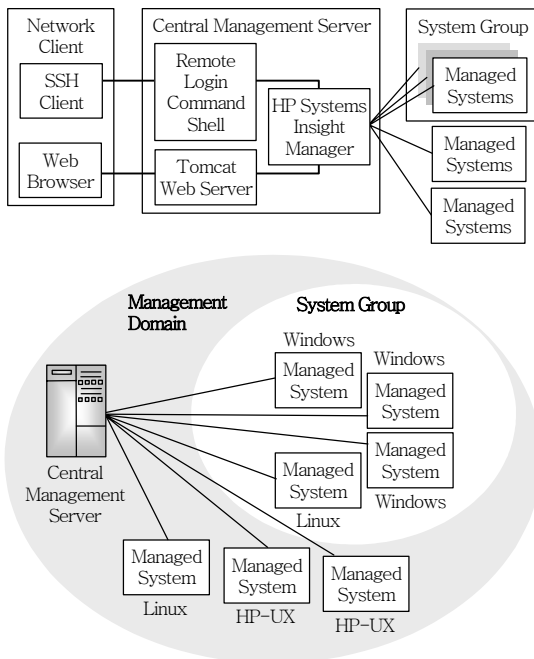 Network
Client
SSH
Client
Web
Browser
Central Management Server
Remote
Login
Command
Shell
Tomcat
Web Server
HP Systems
Insight
Manager
System Group
Managed
Systems
Managed
Systems
Managed
Systems
Management
Domain
System Group
Windows
Managed
System
Windows
Managed
System
Managed
System
Windows
Managed
System
Linux
Central
Management
Server
Managed
System
Linux
Managed
System
HP-UX
Managed
System
HP-UX